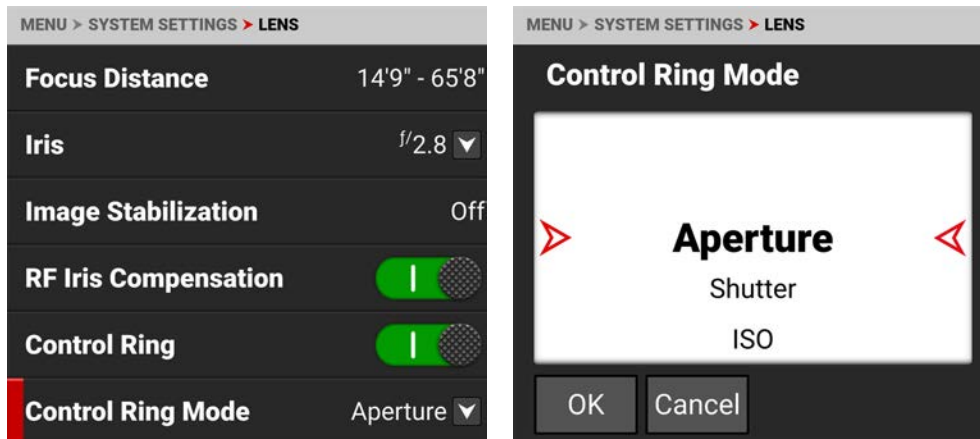 MENU > SYSTEM SETTINGS > LENS
Focus Distance 14'9" - 65'8"
Iris ƒ/2.8
Image Stabilization Off
RF Iris Compensation
Control Ring
Control Ring Mode Aperture
MENU > SYSTEM SETTINGS > LENS
Control Ring Mode
Aperture
Shutter
ISO
OK Cancel